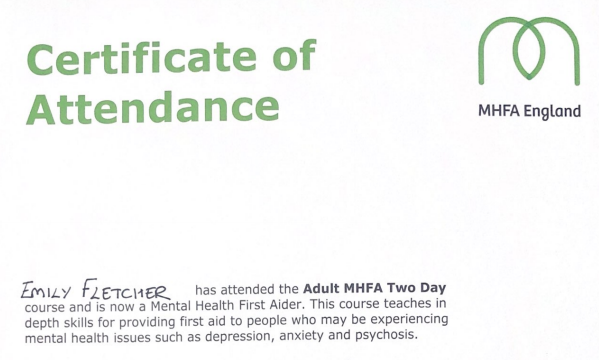 Certificate of
Attendance
MHFA England
EMILY FLETCHER has attended the Adult MHFA Two Day
course and is now a Mental Health First Aider. This course teaches in
depth skills for providing first aid to people who may be experiencing
mental health issues such as depression, anxiety and psychosis.